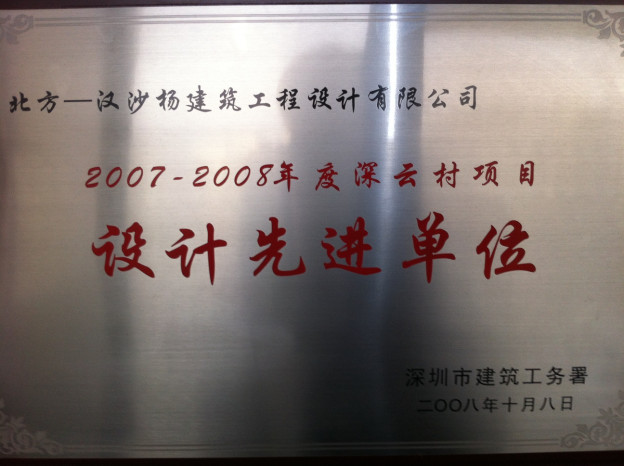 北方—汉沙杨建筑工程设计有限公司
2007-2008年度深云村项目
设计先进单位
深圳市建筑工务署
二〇〇八年十月八日